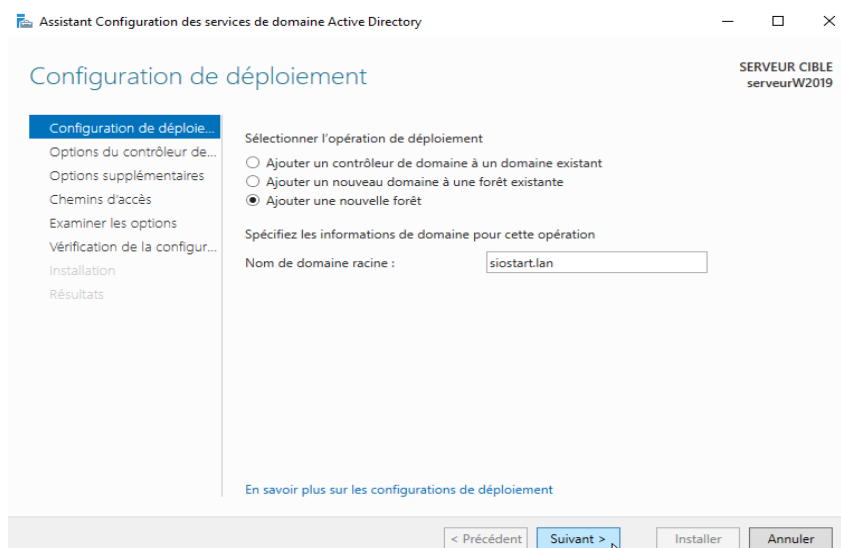 Assistant Configuration des services de domaine Active Directory
Configuration de déploiement
SERVEUR CIBLE
serveurW2019
Configuration de déploie...
Options du contrôleur de...
Options supplémentaires
Chemins d'accès
Examiner les options
Vérification de la configur...
Installation
Résultats
Sélectionner l'opération de déploiement
Ajouter un contrôleur de domaine à un domaine existant
Ajouter un nouveau domaine à une forêt existante
Ajouter une nouvelle forêt
Spécifiez les informations de domaine pour cette opération
Nom de domaine racine : siostart.lan
En savoir plus sur les configurations de déploiement
< Précédent Suivant > Installer Annuler